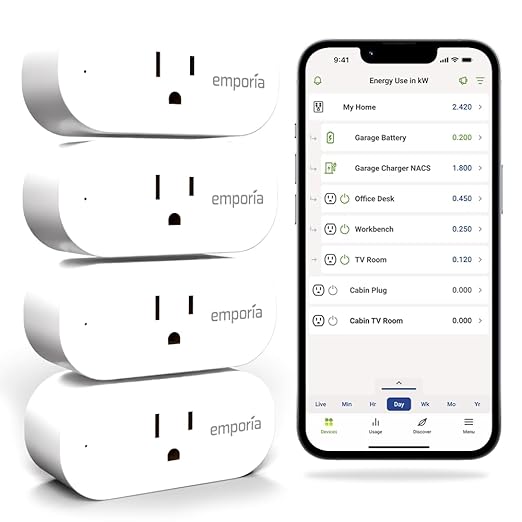 emporia
emporia
emporia
emporia
9:41
Energy Use in kW
My Home 2.420
Garage Battery 0.200
Garage Charger NACS 1.800
Office Desk 0.450
Workbench 0.250
TV Room 0.120
Cabin Plug 0.000
Cabin TV Room 0.000
Live Min Hr Day Wk Mo Yr
Devices Usage Discover Menu